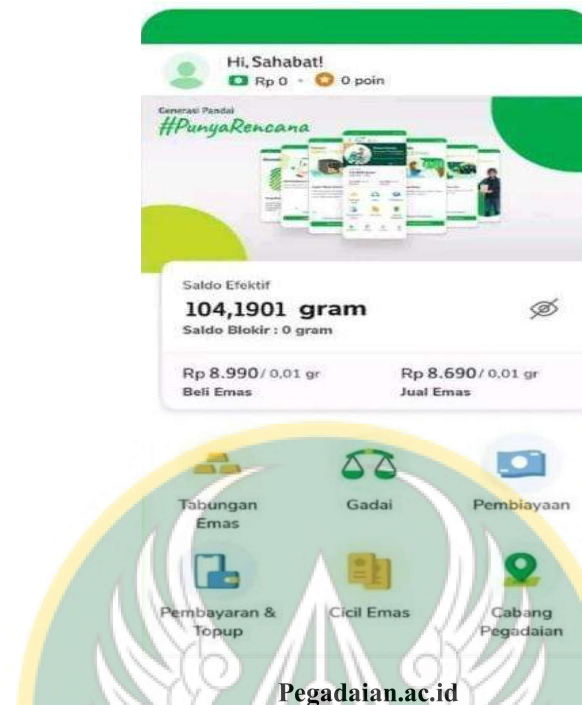 Hi, Sahabat!
Rp 0 - 0 poin
Generasi Pandai
#PunyaRencana
Saldo Efektif
104,1901 gram
Saldo Blokir : 0 gram
Rp 8.990/ 0,01 gr Rp 8.690/ 0,01 gr
Beli Emas Jual Emas
Tabungan Emas
Gadai
Pembiayaan
Pembayaran & Topup
Cicil Emas
Cabang Pegadaian
Pegadaian.ac.id